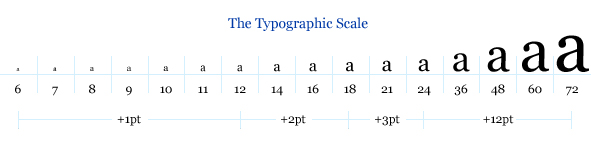 The Typographic Scale
a a a a a a a a a a a a a a a a
6 7 8 9 10 11 12 14 16 18 21 24 36 48 60 72
+1pt +2pt +3pt +12pt